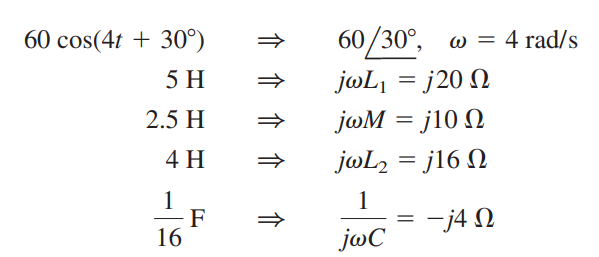 60 cos(4t + 30°) ⇒ 60/30°, ω = 4 rad/s
5 H ⇒ jωL₁ = j20 Ω
2.5 H ⇒ jωM = j10 Ω
4 H ⇒ jωL₂ = j16 Ω
1/16 F ⇒ 1/jωC = −j4 Ω